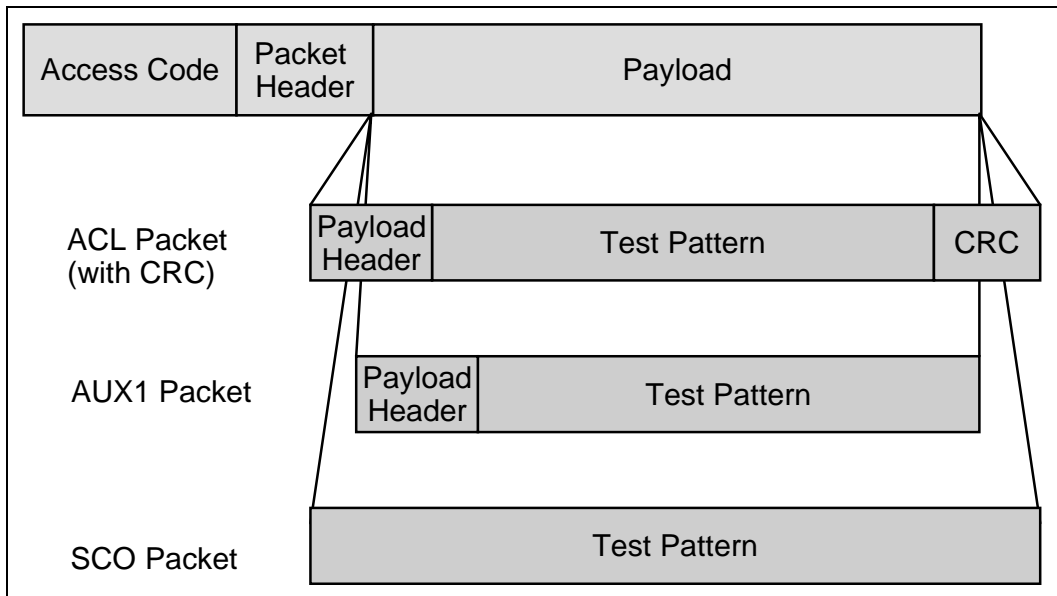 Access Code
Packet
Header
Payload
ACL Packet
(with CRC)
Payload
Header
Test Pattern
CRC
AUX1 Packet
Payload
Header
Test Pattern
SCO Packet
Test Pattern